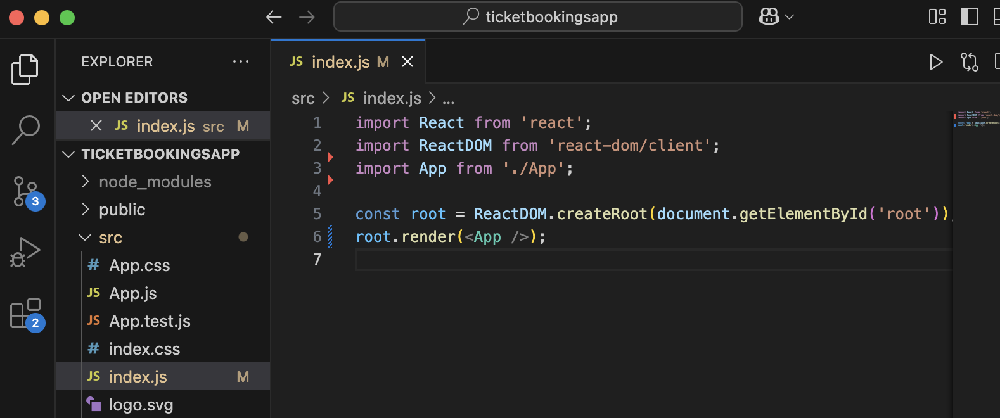 ticketbookingsapp
EXPLORER
OPEN EDITORS
JS index.js src M
TICKETBOOKINGSAPP
node_modules
public
src
# App.css
JS App.js
JS App.test.js
# index.css
JS index.js M
logo.svg
3
2
JS index.js M
src > JS index.js > ...
1 import React from 'react';
2 import ReactDOM from 'react-dom/client';
3 import App from './App';
4
5 const root = ReactDOM.createRoot(document.getElementById('root'))
6 root.render(<App />);
7